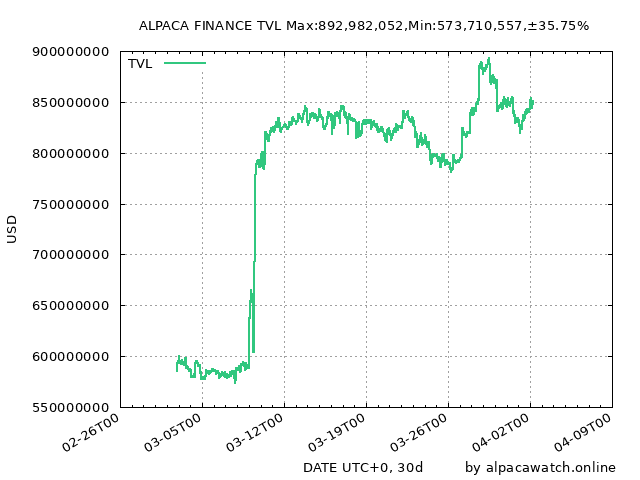 ALPACA FINANCE TVL Max:892,982,052,Min:573,710,557,±35.75%
TVL
900000000
850000000
800000000
750000000
700000000
650000000
600000000
550000000
USD
02-26T00
03-05T00
03-12T00
03-19T00
03-26T00
04-02T00
04-09T00
DATE UTC+0, 30d
by alpacawatch.online